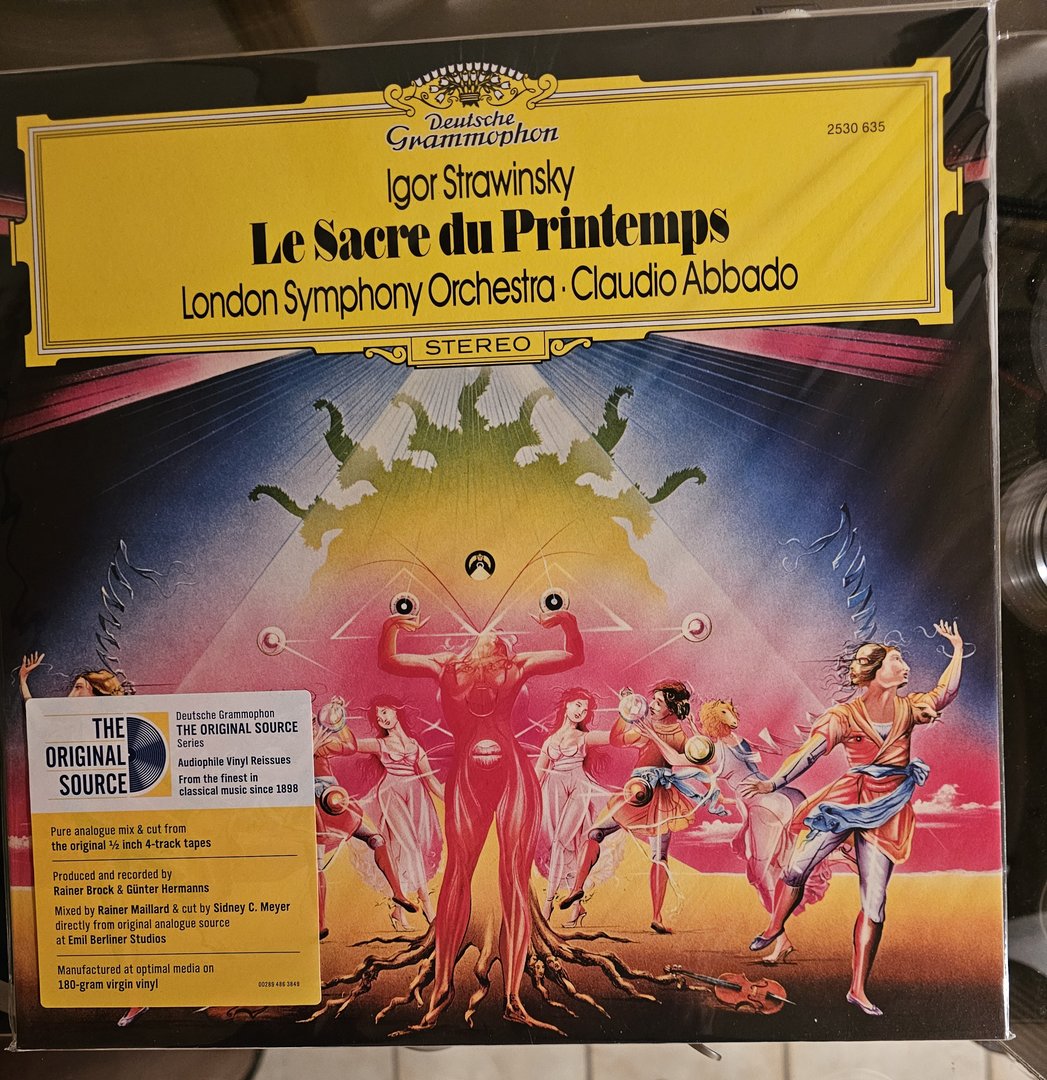 Deutsche
Grammophon
2530 635
Igor Strawinsky
Le Sacre du Printemps
London Symphony Orchestra · Claudio Abbado
STEREO
THE
ORIGINAL
SOURCE
Deutsche Grammophon
THE ORIGINAL SOURCE
Series
Audiophile Vinyl Reissues
From the finest in
classical music since 1898
Pure analogue mix & cut from
the original ½ inch 4-track tapes
Produced and recorded by
Rainer Brock & Günter Hermanns
Mixed by Rainer Maillard & cut by Sidney C. Meyer
directly from original analogue source
at Emil Berliner Studios
Manufactured at optimal media on
180-gram virgin vinyl
00289 486 3849